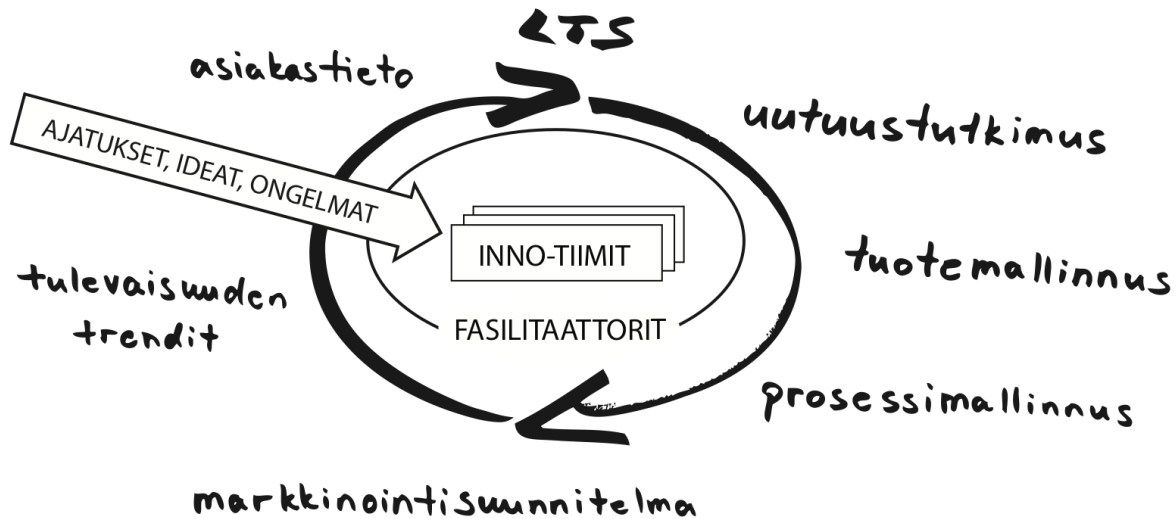 LTS
asiakastieto
uutuustutkimus
AJATUKSET, IDEAT, ONGELMAT
INNO-TIIMIT
tuotemallinnus
tulevaisuuden
trendit
FASILITAATTORIT
prosessimallinnus
markkinointisuunnitelma